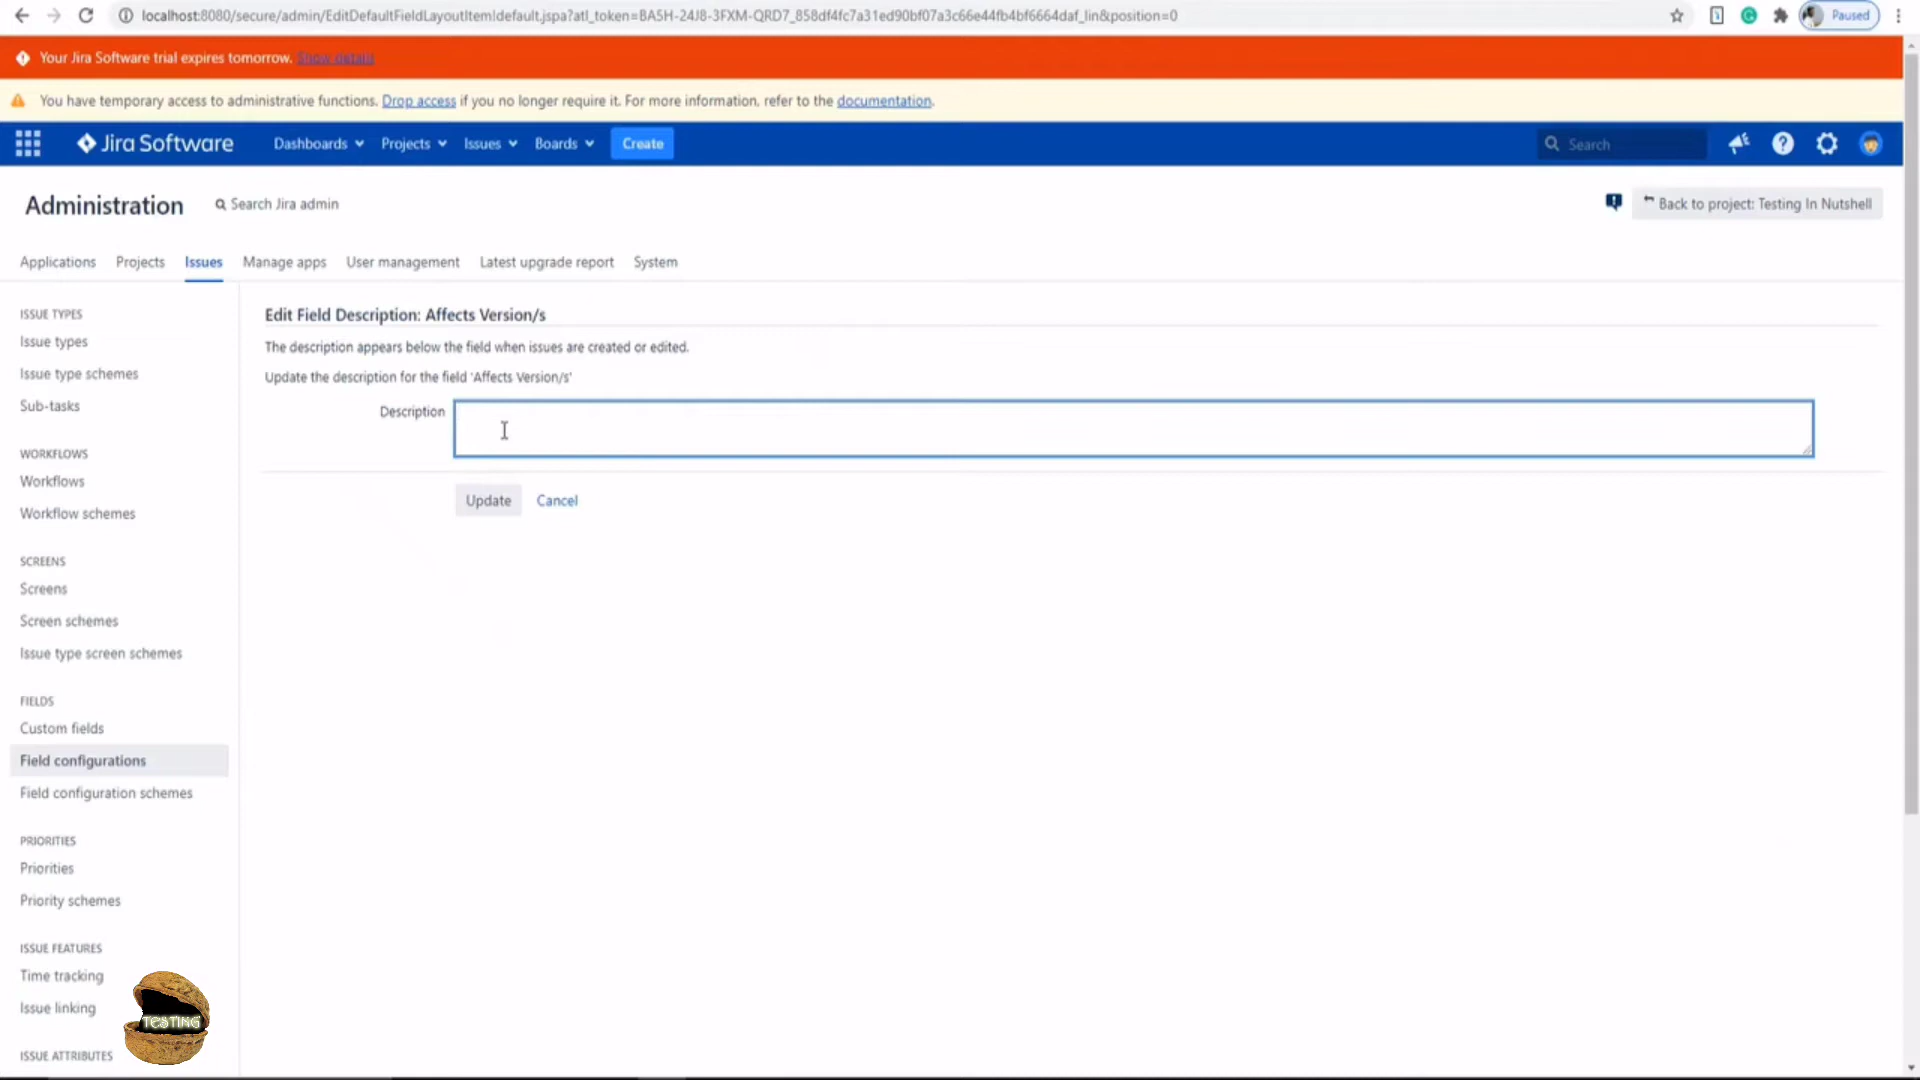 localhost:8080/secure/admin/EditDefaultFieldLayoutItem!default.jspa?atl_token=BA5H-24J8-3FXM-QRD7_858df4fc7a31ed90bf07a3c66e44fb4bf6664daf_lin&position=0
Paused
Your Jira Software trial expires tomorrow. Show details
You have temporary access to administrative functions. Drop access if you no longer require it. For more information, refer to the documentation.
Jira Software Dashboards Projects Issues Boards Create Search
Administration Search Jira admin Back to project: Testing In Nutshell
Applications Projects Issues Manage apps User management Latest upgrade report System
ISSUE TYPES
Issue types
Issue type schemes
Sub-tasks
WORKFLOWS
Workflows
Workflow schemes
SCREENS
Screens
Screen schemes
Issue type screen schemes
FIELDS
Custom fields
Field configurations
Field configuration schemes
PRIORITIES
Priorities
Priority schemes
ISSUE FEATURES
Time tracking
Issue linking
ISSUE ATTRIBUTES
Edit Field Description: Affects Version/s
The description appears below the field when issues are created or edited.
Update the description for the field 'Affects Version/s'
Description
Update Cancel
TESTING